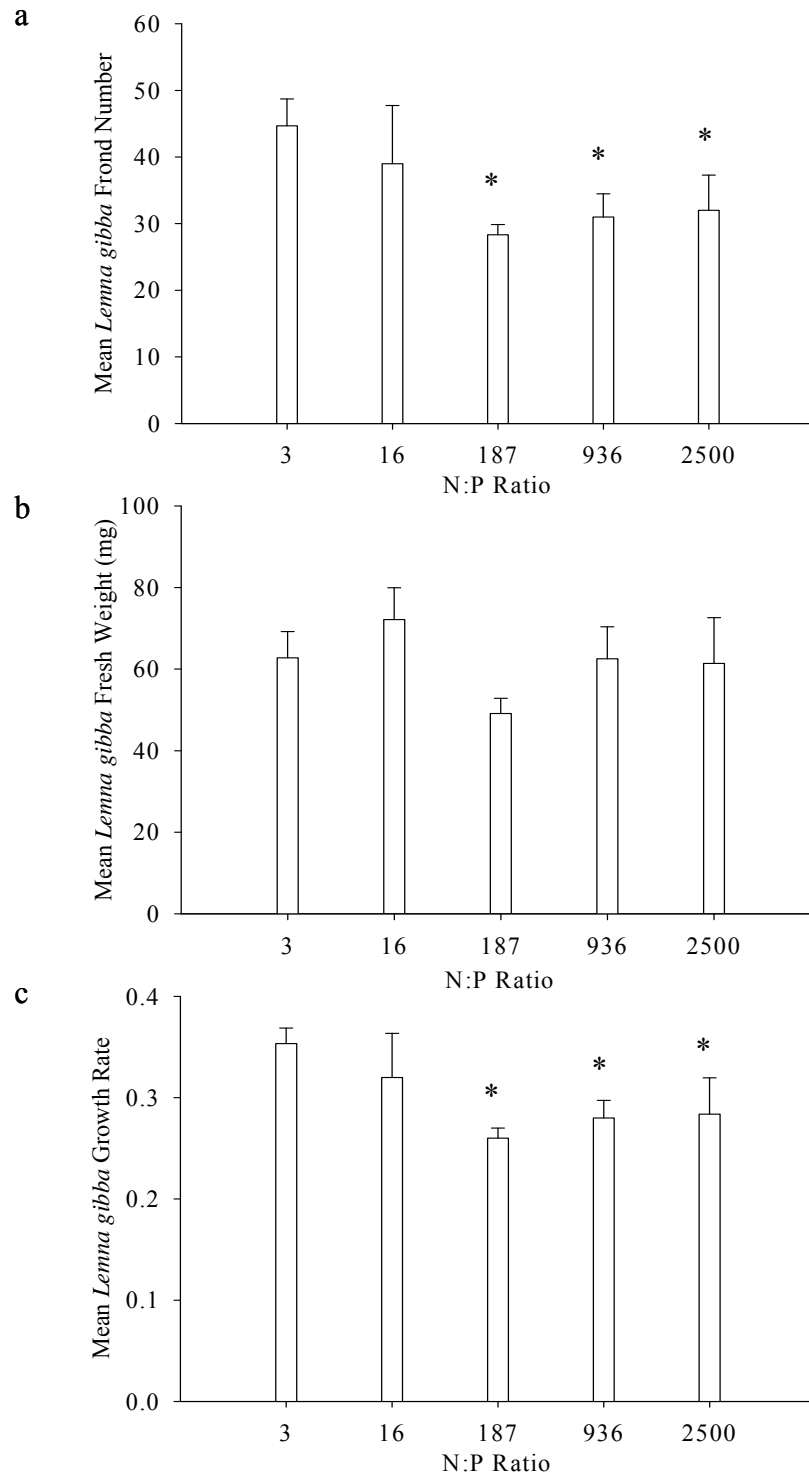 a
Mean Lemna gibba Frond Number
60
50
40
30
20
10
0
* * *
3 16 187 936 2500
N:P Ratio
b
Mean Lemna gibba Fresh Weight (mg)
100
80
60
40
20
0
3 16 187 936 2500
N:P Ratio
c
Mean Lemna gibba Growth Rate
0.4
0.3
0.2
0.1
0.0
* * *
3 16 187 936 2500
N:P Ratio